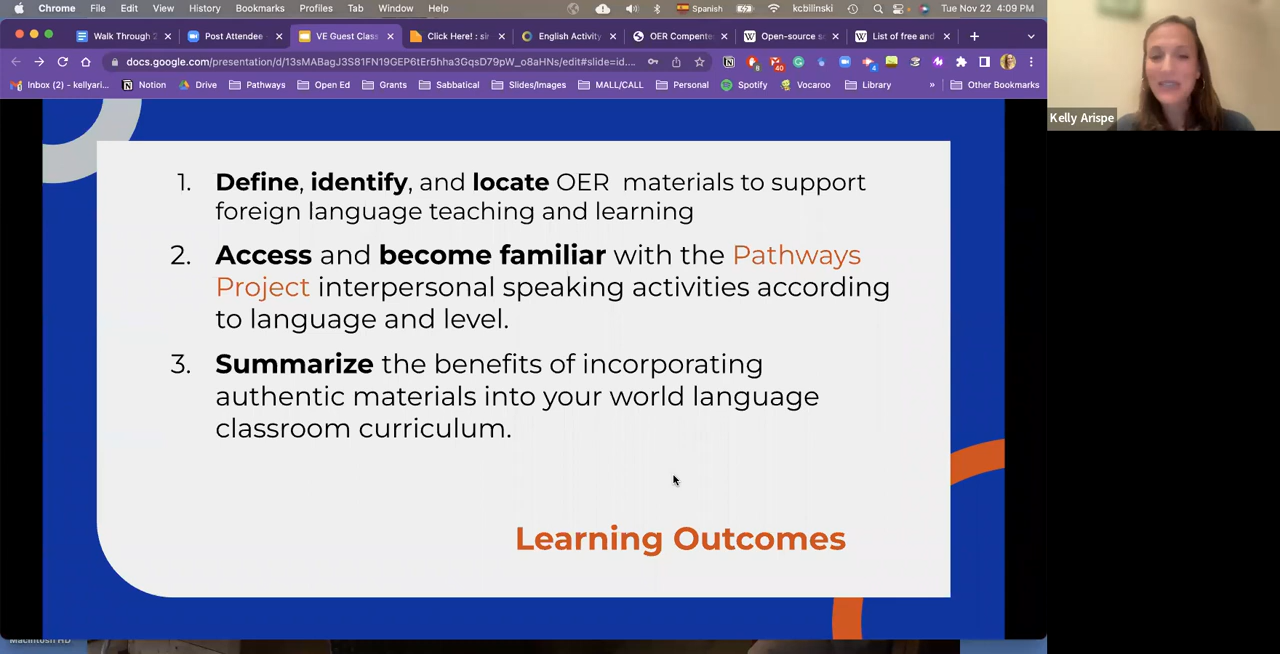 Chrome File Edit View History Bookmarks Profiles Tab Window Help Spanish kcbilinski Tue Nov 22 4:09 PM
Walk Through 2 Post Attendee - VE Guest Class Click Here! : sir English Activity OER Compente List of free and
docs.google.com/presentation/d/13sMABagJ3S81FN19GEP6tEr5hha3GqsD79pW_o8aHNs/edit#slide=id...
Inbox (2) - kellyari... Notion Drive Pathways Open Ed Grants Sabbatical Slides/Images MALL/CALL Personal Spotify Vocaroo Library » Other Bookmarks
Kelly Arispe
1. Define, identify, and locate OER materials to support
foreign language teaching and learning
2. Access and become familiar with the Pathways
Project interpersonal speaking activities according
to language and level.
3. Summarize the benefits of incorporating
authentic materials into your world language
classroom curriculum.
Learning Outcomes
Macintosh HD